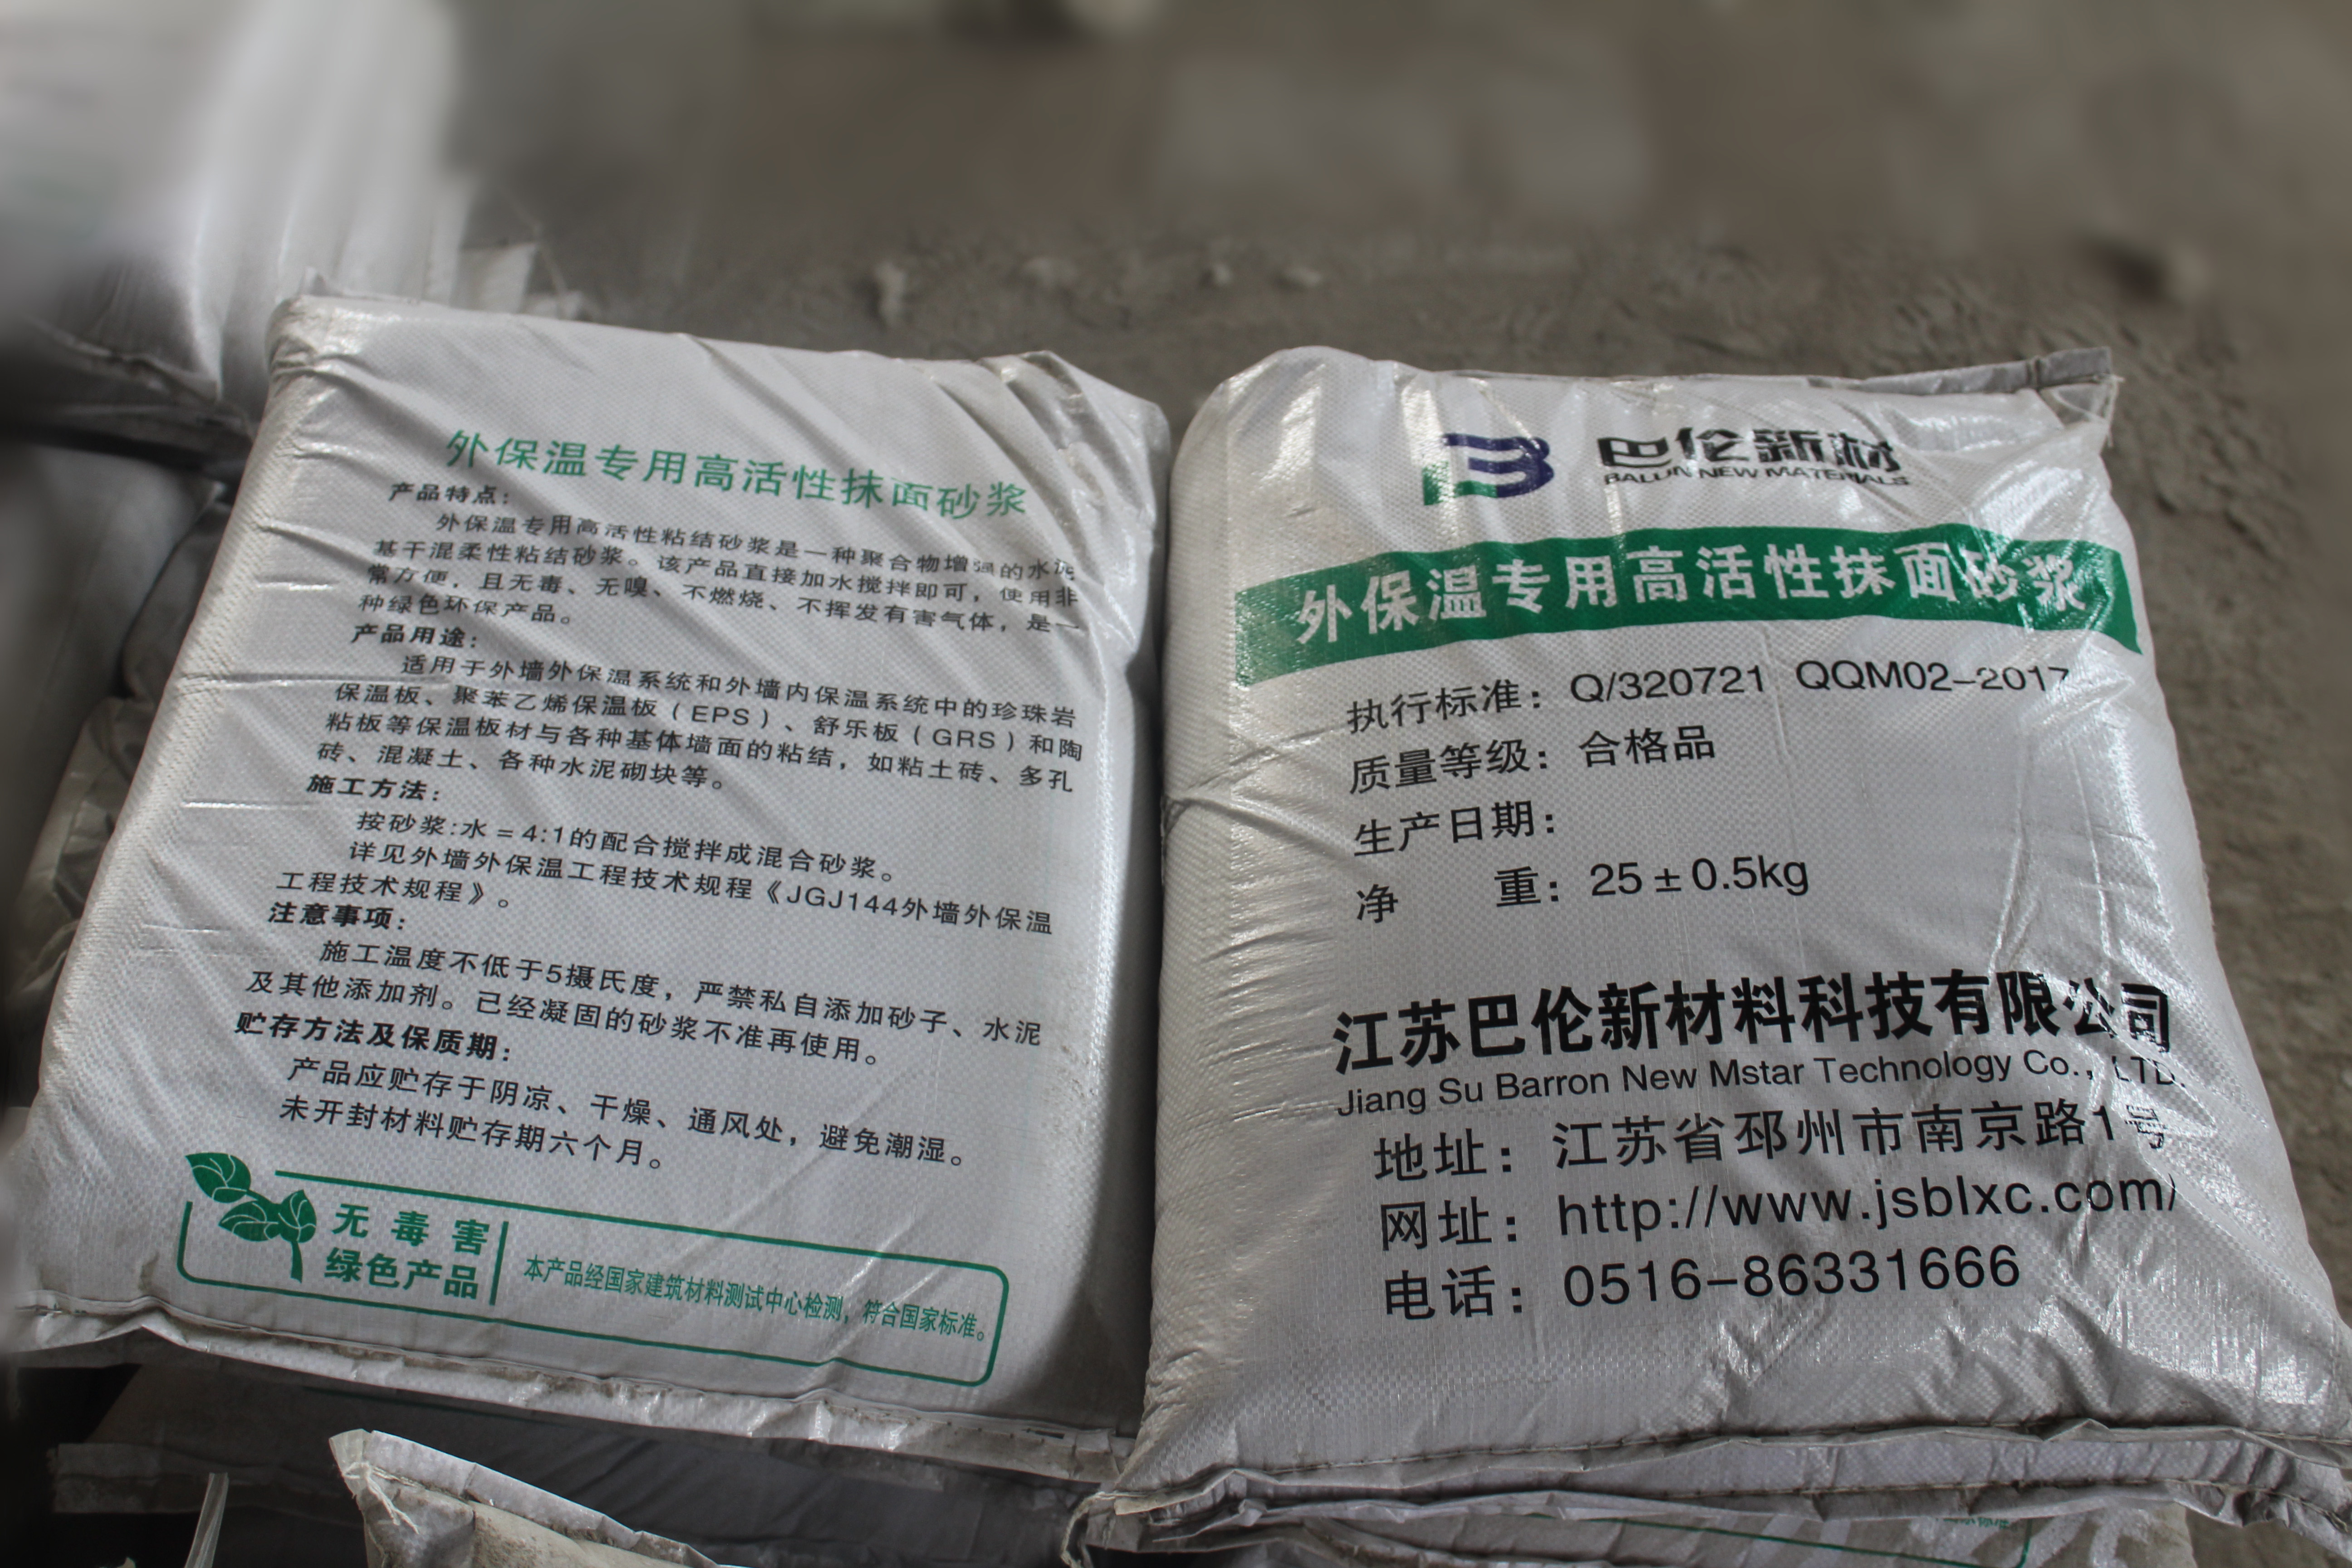 外保温专用高活性抹面砂浆
产品特点：
外保温专用高活性粘结砂浆是一种聚合物增强的水泥
基干混柔性粘结砂浆。该产品直接加水搅拌即可，使用非
常方便，且无毒、无嗅、不燃烧、不挥发有害气体，是一
种绿色环保产品。
产品用途：
适用于外墙外保温系统和外墙内保温系统中的珍珠岩
保温板、聚苯乙烯保温板（EPS）、舒乐板（GRS）和陶
粘板等保温板材与各种基体墙面的粘结，如粘土砖、多孔
砖、混凝土、各种水泥砌块等。
施工方法：
按砂浆:水＝4:1的配合搅拌成混合砂浆。
详见外墙外保温工程技术规程《JGJ144外墙外保温
工程技术规程》。
注意事项：
施工温度不低于5摄氏度，严禁私自添加砂子、水泥
及其他添加剂。已经凝固的砂浆不准再使用。
贮存方法及保质期：
产品应贮存于阴凉、干燥、通风处，避免潮湿。
未开封材料贮存期六个月。
无毒害
绿色产品
本产品经国家建筑材料测试中心检测，符合国家标准。
巴伦新材
BALUN NEW MATERIALS
外保温专用高活性抹面砂浆
执行标准：Q/320721 QQM02-2017
质量等级：合格品
生产日期：
净 重：25±0.5kg
江苏巴伦新材料科技有限公司
Jiang Su Barron New Mstar Technology Co., LTD.
地址：江苏省邳州市南京路1号
网址：http://www.jsblxc.com/
电话：0516-86331666